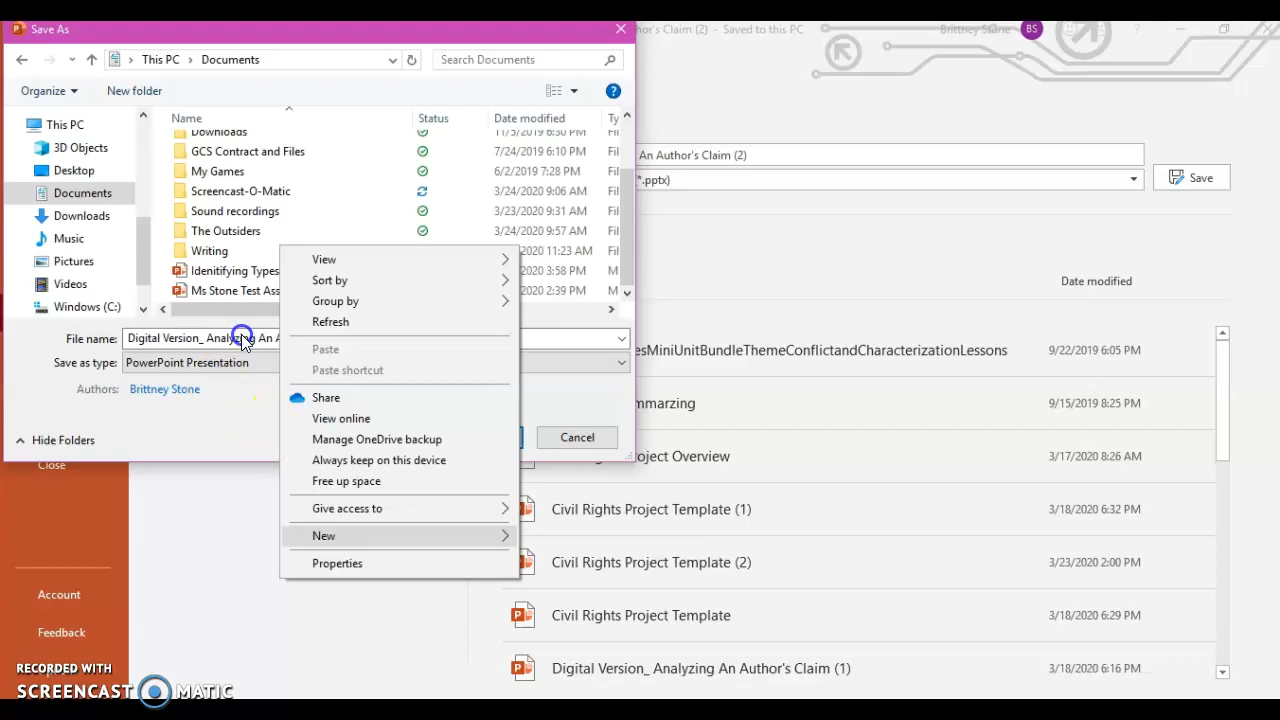 Save As
hor's Claim (2) - Saved to this PC
Brittney Stone BS
This PC > Documents
Search Documents
Organize New folder
This PC
3D Objects
Desktop
Documents
Downloads
Music
Pictures
Videos
Windows (C:)
Name Status Date modified Ty
Downloads 11/5/2019 6:30 PM Fil
GCS Contract and Files 7/24/2019 6:10 PM Fil
My Games 6/2/2019 7:28 PM Fil
Screencast-O-Matic 3/24/2020 9:06 AM Fil
Sound recordings 3/23/2020 9:31 AM Fil
The Outsiders 3/24/2020 9:57 AM Fil
Writing 2020 11:23 AM Fil
Identifying Types 2020 3:58 PM M
Ms Stone Test Ass 2020 2:39 PM M
File name: Digital Version_ Analyzing An A
Save as type: PowerPoint Presentation
Authors: Brittney Stone
Hide Folders
Cancel
View
Sort by
Group by
Refresh
Paste
Paste shortcut
Share
View online
Manage OneDrive backup
Always keep on this device
Free up space
Give access to
New
Properties
An Author's Claim (2)
*.pptx)
Save
Date modified
esMiniUnitBundleThemeConflictandCharacterizationLessons 9/22/2019 6:05 PM
mmarzing 9/15/2019 8:25 PM
oject Overview 3/17/2020 8:26 AM
Civil Rights Project Template (1) 3/18/2020 6:32 PM
Civil Rights Project Template (2) 3/23/2020 2:00 PM
Civil Rights Project Template 3/18/2020 6:29 PM
Digital Version_ Analyzing An Author's Claim (1) 3/18/2020 6:16 PM
Close
Account
Feedback
RECORDED WITH
SCREENCAST MATIC